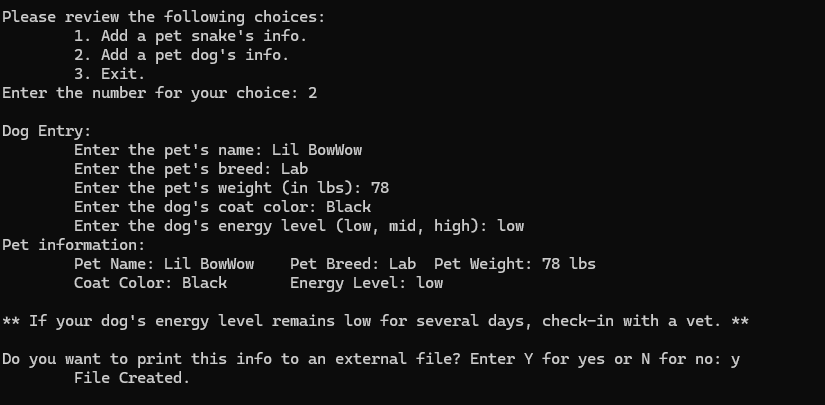 Please review the following choices:
        1. Add a pet snake's info.
        2. Add a pet dog's info.
        3. Exit.
Enter the number for your choice: 2

Dog Entry:
        Enter the pet's name: Lil BowWow
        Enter the pet's breed: Lab
        Enter the pet's weight (in lbs): 78
        Enter the dog's coat color: Black
        Enter the dog's energy level (low, mid, high): low
Pet information:
        Pet Name: Lil BowWow    Pet Breed: Lab  Pet Weight: 78 lbs
        Coat Color: Black       Energy Level: low

** If your dog's energy level remains low for several days, check-in with a vet. **

Do you want to print this info to an external file? Enter Y for yes or N for no: y
        File Created.